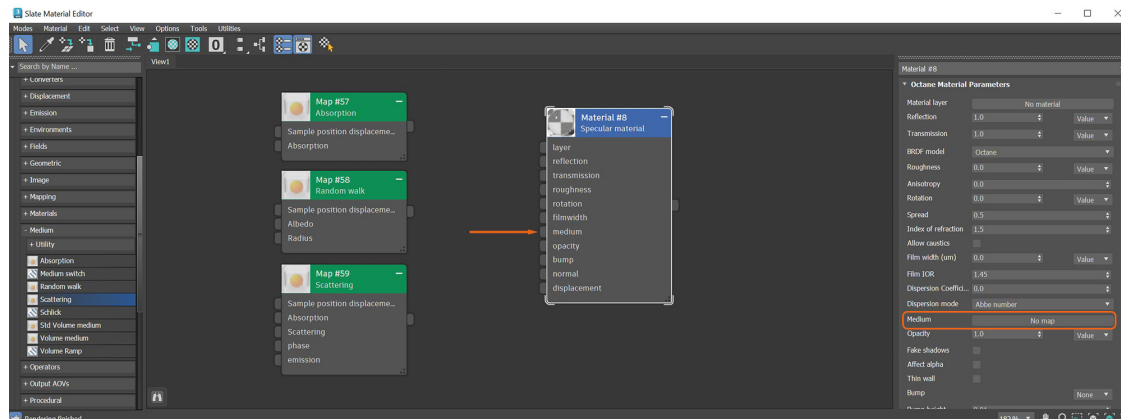 Slate Material Editor
Modes Material Edit Select View Options Tools Utilities
View1
Search by Name ...
+ Converters
+ Displacement
+ Emission
+ Environments
+ Fields
+ Geometric
+ Image
+ Mapping
+ Materials
- Medium
+ Utility
Absorption
Medium switch
Random walk
Scattering
Schlick
Std Volume medium
Volume medium
Volume Ramp
+ Operators
+ Output AOVs
+ Procedural
Rendering finished
Map #57
Absorption
Sample position displaceme...
Absorption
Map #58
Random walk
Sample position displaceme...
Albedo
Radius
Map #59
Scattering
Sample position displaceme...
Absorption
Scattering
phase
emission
Material #8
Specular material
layer
reflection
transmission
roughness
rotation
filmwidth
medium
opacity
bump
normal
displacement
Material #8
Octane Material Parameters
Material layer No material
Reflection 1.0 Value
Transmission 1.0 Value
BRDF model Octane
Roughness 0.0 Value
Anisotropy 0.0
Rotation 0.0 Value
Spread 0.5
Index of refraction 1.5
Allow caustics
Film width (um) 0.0 Value
Film IOR 1.45
Dispersion Coeffici... 0.0
Dispersion mode Abbe number
Medium No map
Opacity 1.0 Value
Fake shadows
Affect alpha
Thin wall
Bump None
182%